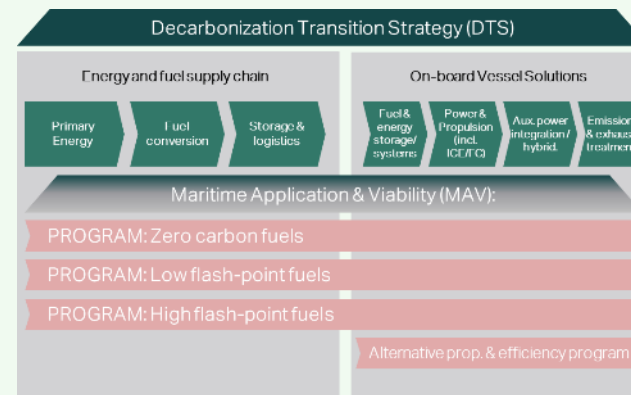 Decarbonization Transition Strategy (DTS)
Energy and fuel supply chain
On-board Vessel Solutions
Primary
Energy
Fuel
conversion
Storage &
logistics
Fuel &
energy
storage/
systems
Power &
Propulsion
(incl.
ICE/FC)
Aux. power
integration /
hybrid.
Emission
& exhaus
treatmen
Maritime Application & Viability (MAV):
PROGRAM: Zero carbon fuels
PROGRAM: Low flash-point fuels
PROGRAM: High flash-point fuels
Alternative prop. & efficiency program